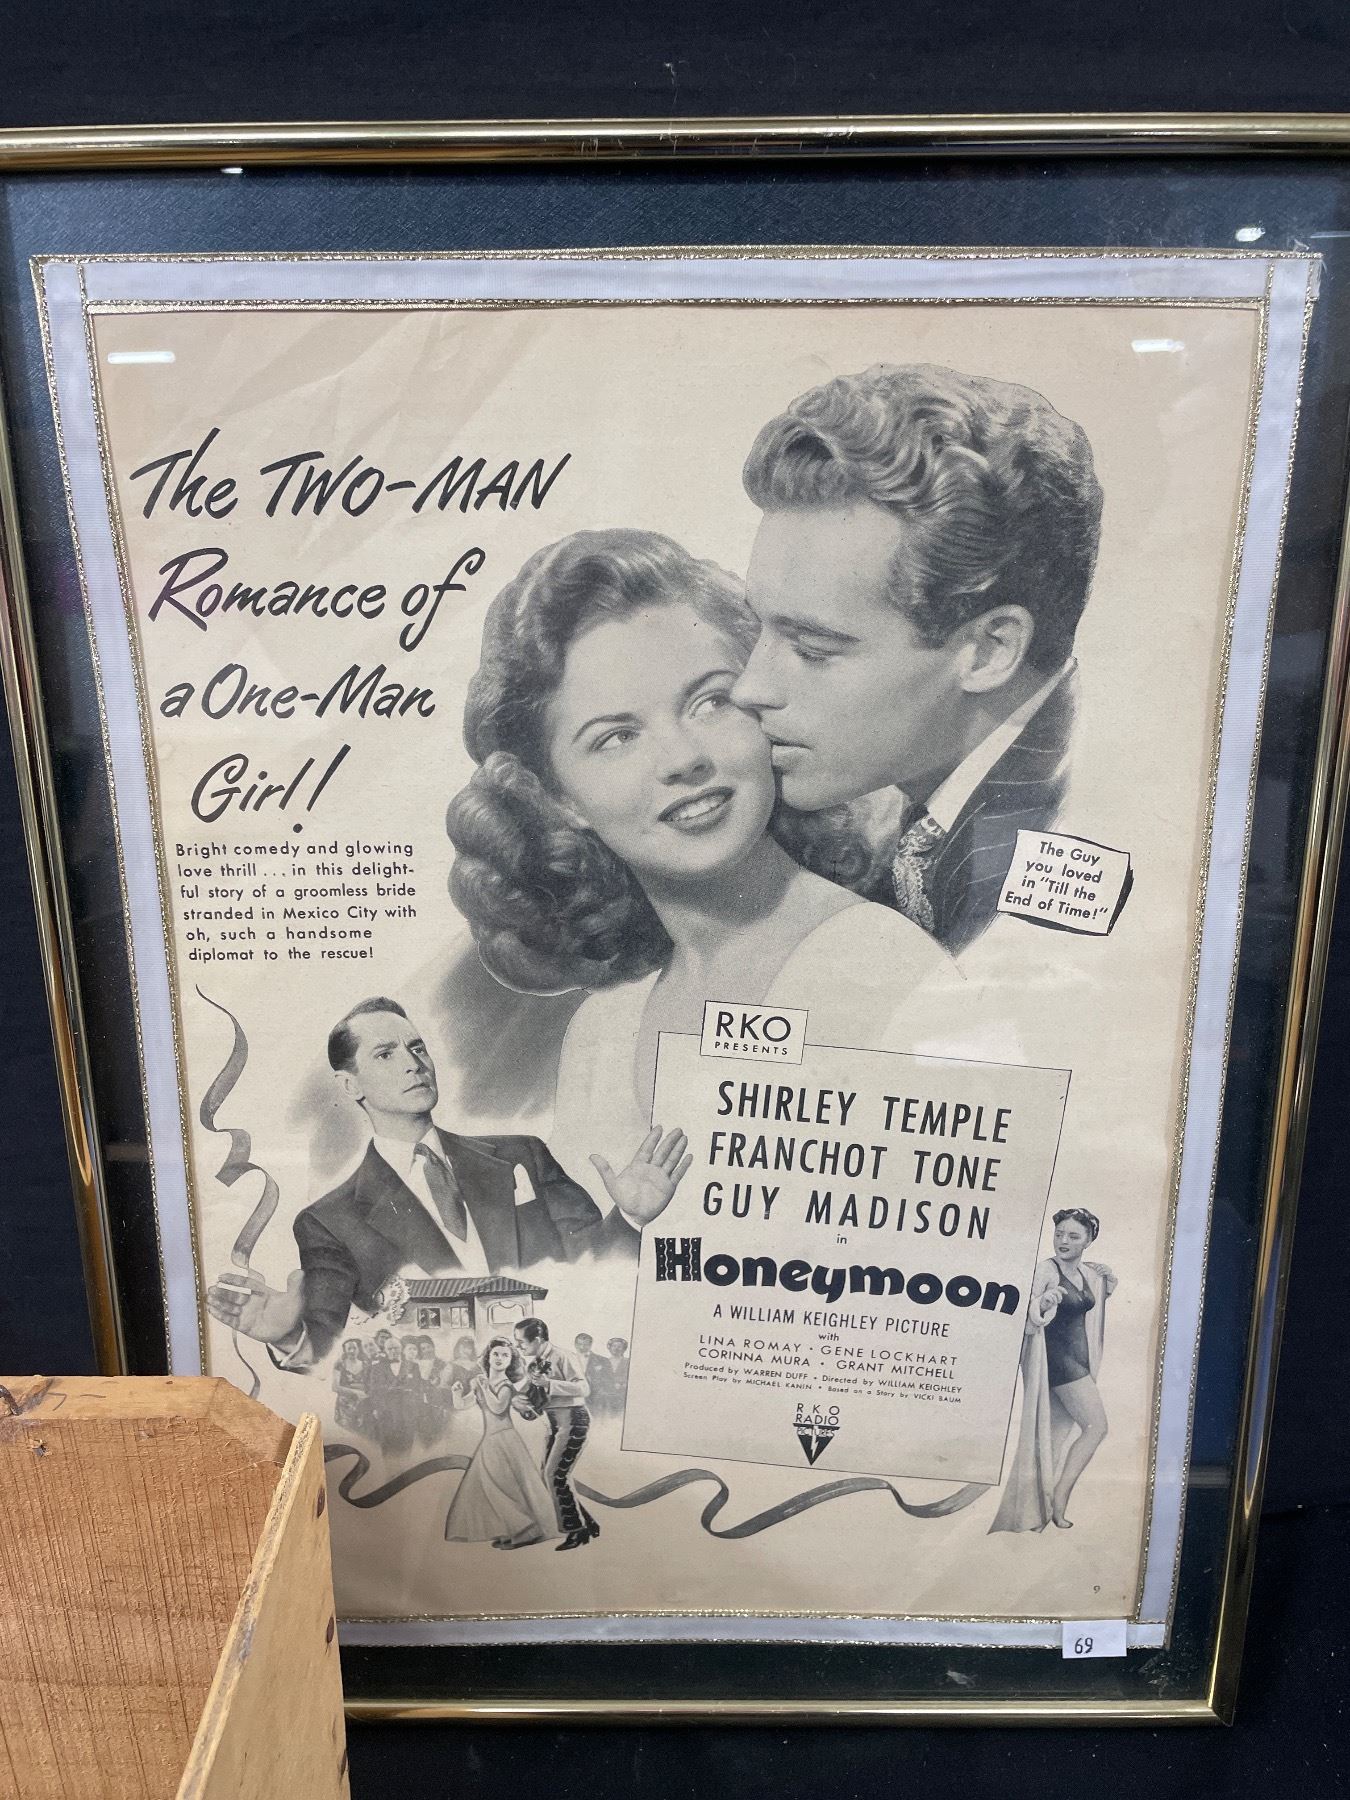 The TWO-MAN
Romance of
a One-Man
Girl!
Bright comedy and glowing
love thrill . . . in this delight-
ful story of a groomless bride
stranded in Mexico City with
oh, such a handsome
diplomat to the rescue!
The Guy
you loved
in "Till the
End of Time!"
RKO
PRESENTS
SHIRLEY TEMPLE
FRANCHOT TONE
GUY MADISON
in
Honeymoon
A WILLIAM KEIGHLEY PICTURE
with
LINA ROMAY • GENE LOCKHART
CORINNA MURA • GRANT MITCHELL
Produced by WARREN DUFF • Directed by WILLIAM KEIGHLEY
Screen Play by MICHAEL KANIN • Based on a Story by VICKI BAUM
RKO
RADIO
PICTURES
9
69